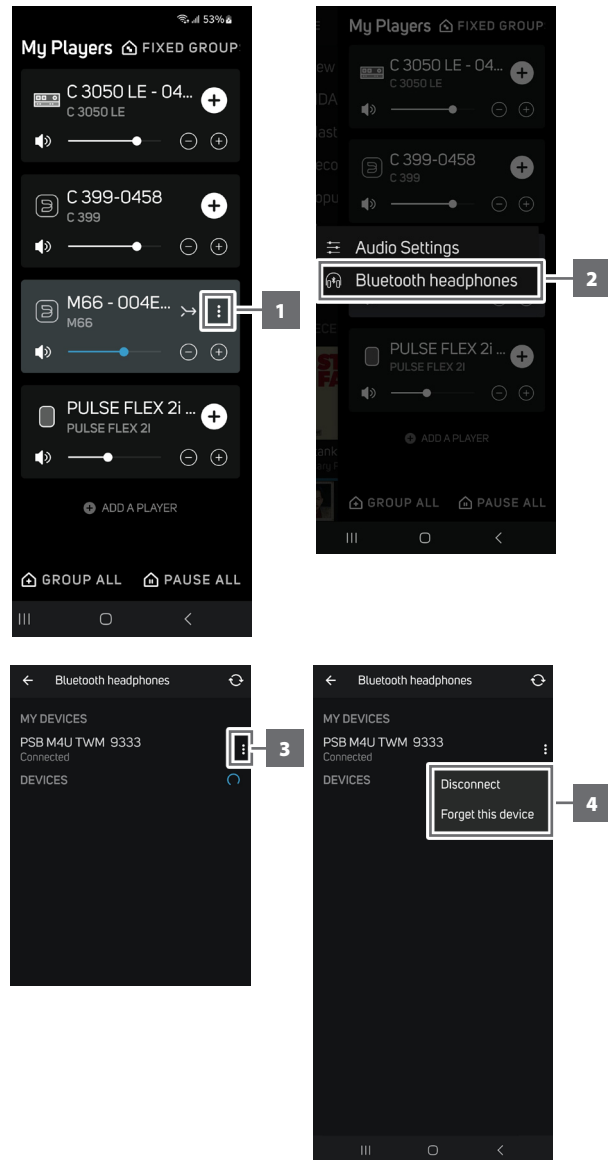 53%
My Players FIXED GROUP
C 3050 LE - 04...
C 3050 LE
C 399-0458
C 399
M66 - 004E...
M66
1
PULSE FLEX 2i ...
PULSE FLEX 2I
ADD A PLAYER
GROUP ALL PAUSE ALL
My Players FIXED GROUP
C 3050 LE - 04...
C 3050 LE
C 399-0458
C 399
Audio Settings
Bluetooth headphones
2
PULSE FLEX 2i ...
PULSE FLEX 2I
ADD A PLAYER
GROUP ALL PAUSE ALL
Bluetooth headphones
MY DEVICES
PSB M4U TWM 9333
Connected
3
DEVICES
Bluetooth headphones
MY DEVICES
PSB M4U TWM 9333
Connected
DEVICES
Disconnect
Forget this device
4